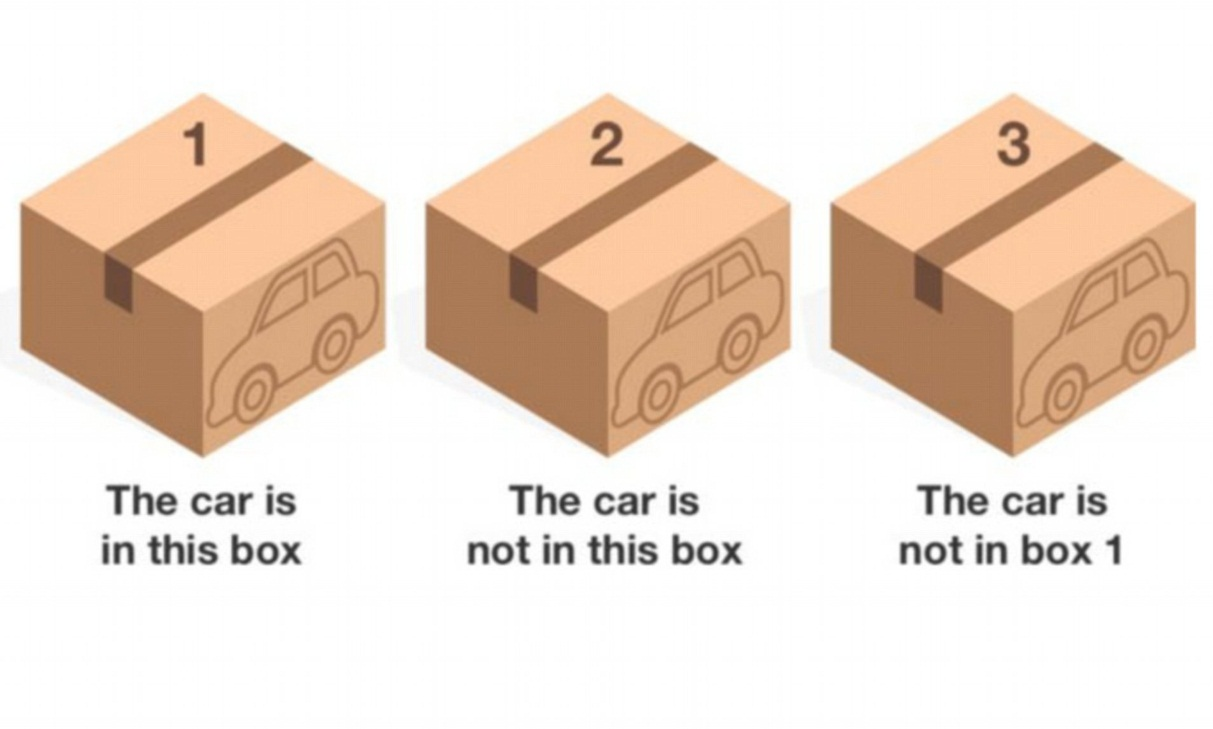 1
The car is
in this box
2
The car is
not in this box
3
The car is
not in box 1